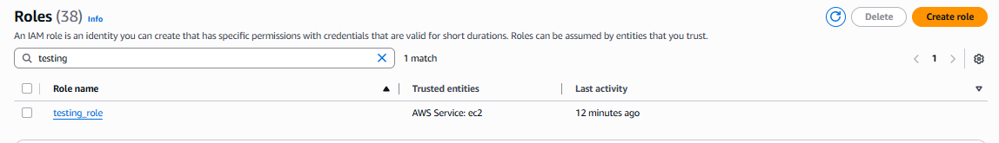 Roles (38) Info
Delete
Create role
An IAM role is an identity you can create that has specific permissions with credentials that are valid for short durations. Roles can be assumed by entities that you trust.
testing
1 match
1
Role name
Trusted entities
Last activity
testing_role
AWS Service: ec2
12 minutes ago